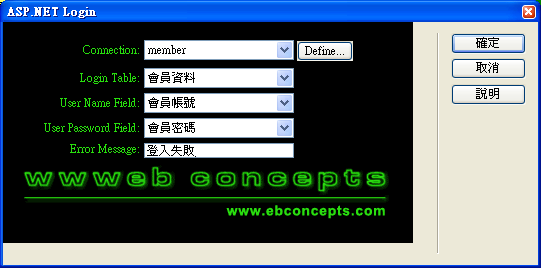 ASP.NET Login
Connection: member Define...
Login Table: 會員資料
User Name Field: 會員帳號
User Password Field: 會員密碼
Error Message: 登入失敗
wwweb concepts
www.ebconcepts.com
確定
取消
說明